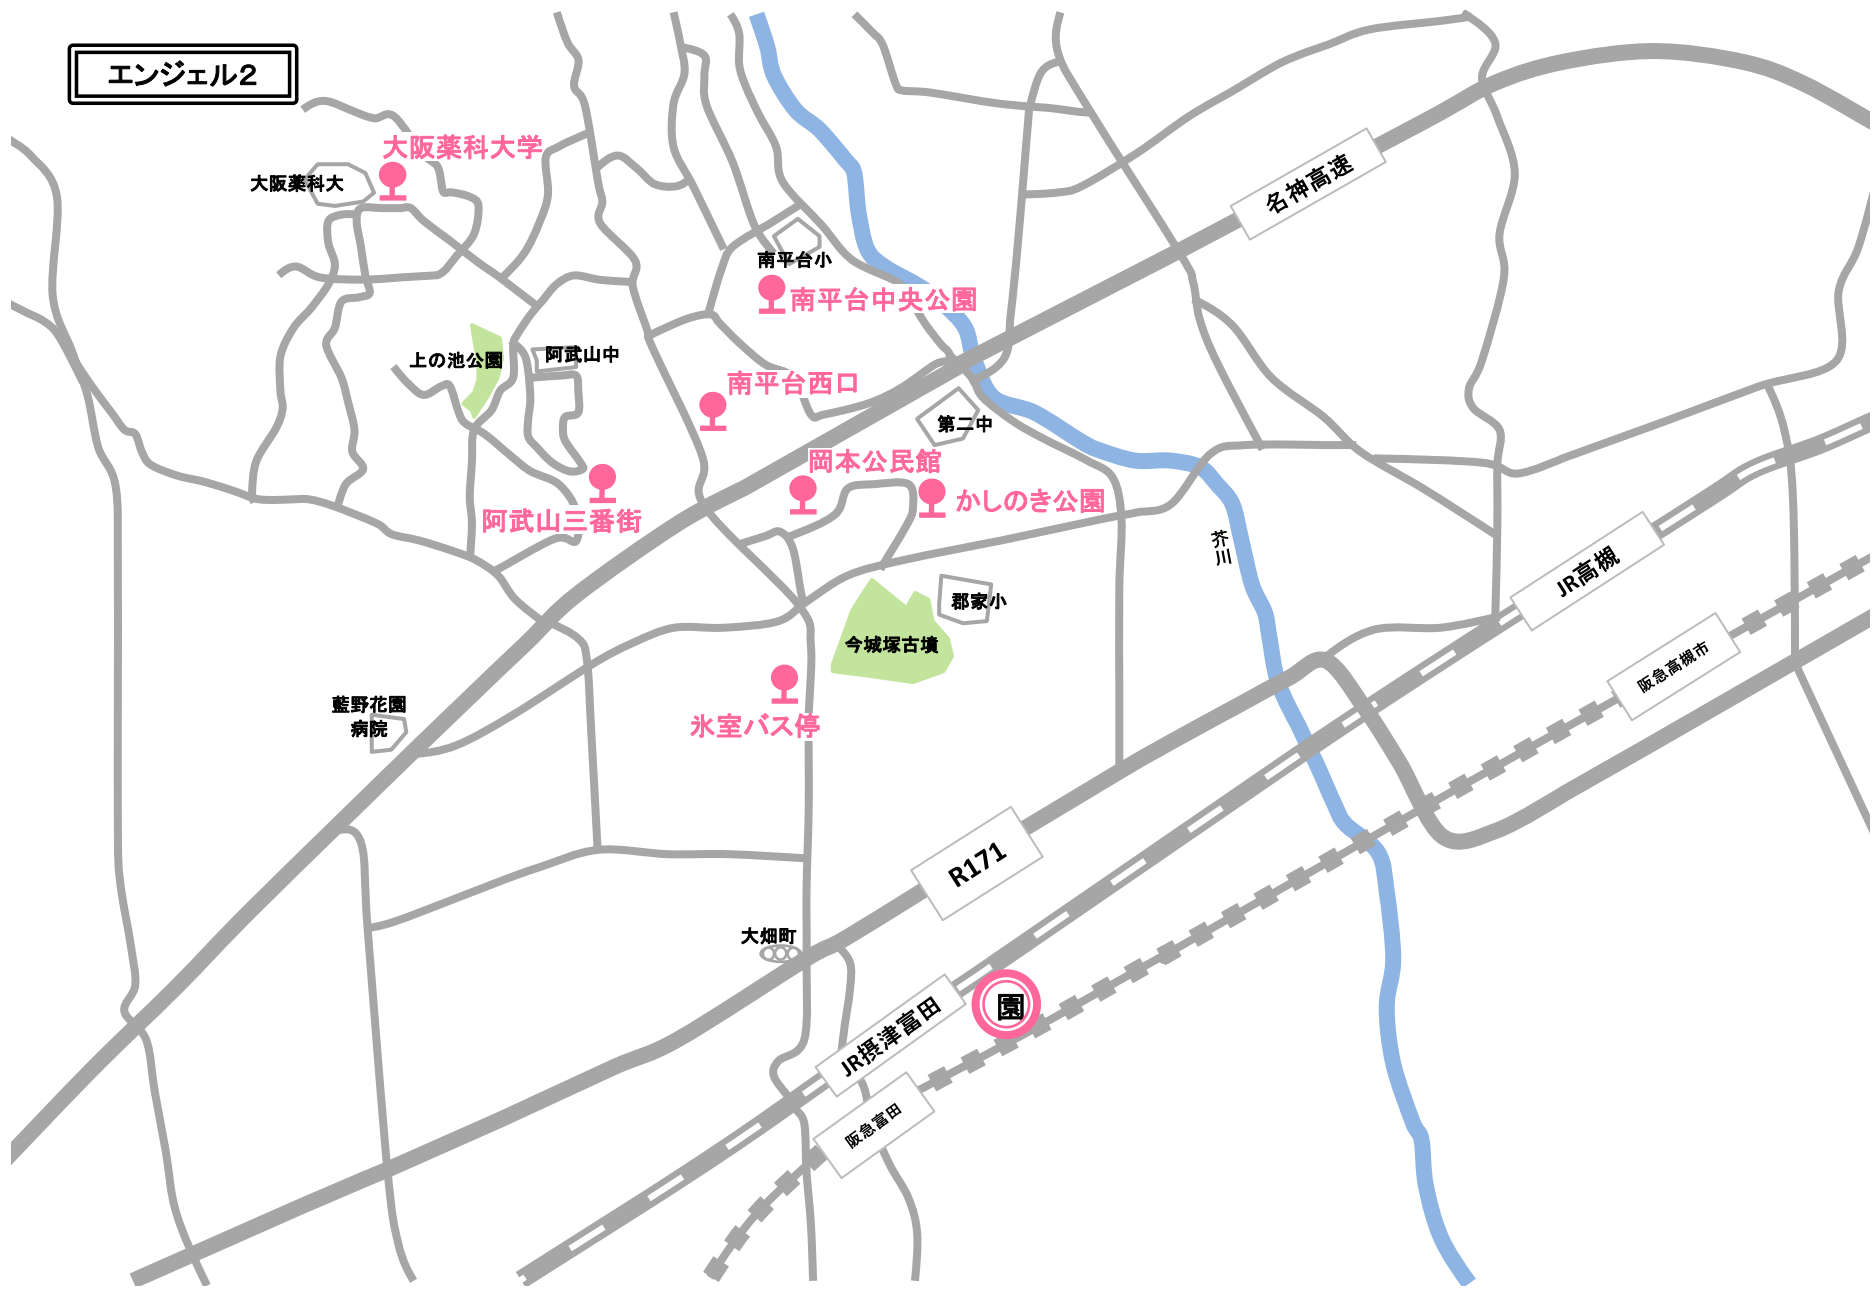 エンジェル２
大阪薬科大学
大阪薬科大
名神高速
南平台小
南平台中央公園
上の池公園
阿武山中
南平台西口
第二中
岡本公民館
かしのき公園
阿武山三番街
芥川
JR高槻
郡家小
今城塚古墳
阪急高槻市
藍野花園
病院
氷室バス停
R171
大畑町
園
JR摂津富田
阪急富田